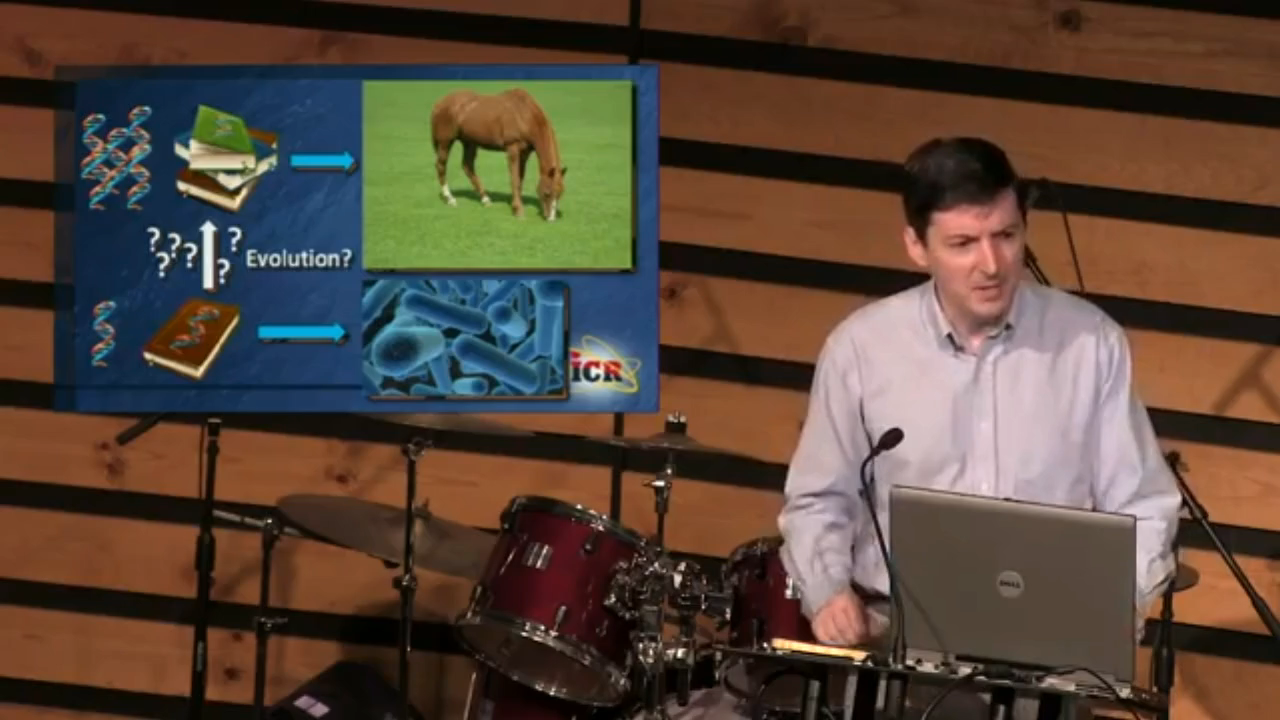 ? ? ? ? ? ?
Evolution?
iCR
DELL